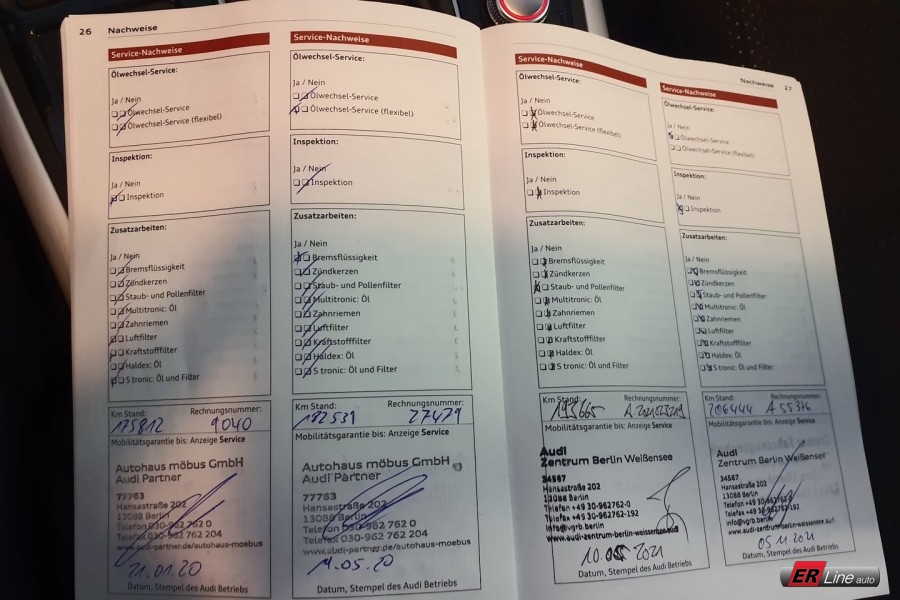 26 Nachweise
Service-Nachweise
Ölwechsel-Service:
Ja / Nein
Ölwechsel-Service
Ölwechsel-Service (flexibel)
Inspektion:
Ja / Nein
Inspektion
Zusatzarbeiten:
Ja / Nein
Bremsflüssigkeit
Zündkerzen
Staub- und Pollenfilter
Multitronic: Öl
Zahnriemen
Luftfilter
Kraftstofffilter
Haldex: Öl
S tronic: Öl und Filter
Km Stand: Rechnungsnummer:
175812 9040
Mobilitätsgarantie bis: Anzeige Service
Autohaus möbus GmbH
Audi Partner
77763
Hansastraße 202
13088 Berlin
Telefon 030-962 762 0
Telefax 030-962 762 204
www.audi-partner.de/autohaus-moebus
21.01.20
Datum, Stempel des Audi Betriebs
Service-Nachweise
Ölwechsel-Service:
Ja / Nein
Ölwechsel-Service
Ölwechsel-Service (flexibel)
Inspektion:
Ja / Nein
Inspektion
Zusatzarbeiten:
Ja / Nein
Bremsflüssigkeit
Zündkerzen
Staub- und Pollenfilter
Multitronic: Öl
Zahnriemen
Luftfilter
Kraftstofffilter
Haldex: Öl
S tronic: Öl und Filter
Km Stand: Rechnungsnummer:
182539 27479
Mobilitätsgarantie bis: Anzeige Service
Autohaus möbus GmbH
Audi Partner
77763
Hansastraße 202
13088 Berlin
Telefon 030-962 762 0
Telefax 030-962 762 204
www.audi-partner.de/autohaus-moebus
05.20
Datum, Stempel des Audi Betriebs
Nachweise 27
Service-Nachweise
Ölwechsel-Service:
Ja / Nein
Ölwechsel-Service
Ölwechsel-Service (flexibel)
Inspektion:
Ja / Nein
Inspektion
Zusatzarbeiten:
Ja / Nein
Bremsflüssigkeit
Zündkerzen
Staub- und Pollenfilter
Multitronic: Öl
Zahnriemen
Luftfilter
Kraftstofffilter
Haldex: Öl
S tronic: Öl und Filter
Km Stand: Rechnungsnummer:
193665
Mobilitätsgarantie bis: Anzeige Service
Audi
Zentrum Berlin Weißensee
34567
Hansastraße 202
13088 Berlin
Telefon +49 30-962762-0
Telefax +49 30-962762-192
info@vgrb.berlin
www.audi-zentrum-berlin-weissensee.audi
2021
Datum, Stempel des Audi Betriebs
Service-Nachweise
Ölwechsel-Service:
Ja / Nein
Ölwechsel-Service
Ölwechsel-Service (flexibel)
Inspektion:
Ja / Nein
Inspektion
Zusatzarbeiten:
Ja / Nein
Bremsflüssigkeit
Zündkerzen
Staub- und Pollenfilter
Multitronic: Öl
Zahnriemen
Luftfilter
Kraftstofffilter
Haldex: Öl
S tronic: Öl und Filter
Km Stand: Rechnungsnummer:
206444 A 55376
Mobilitätsgarantie bis: Anzeige Service
Audi
Zentrum Berlin Weißensee
34567
Hansastraße 202
13088 Berlin
Telefon +49 30-962762-0
Telefax +49 30-962762-192
info@vgrb.berlin
www.audi-zentrum-berlin-weissensee.audi
05 11 2021
Datum, Stempel des Audi Betriebs
ER Line auto